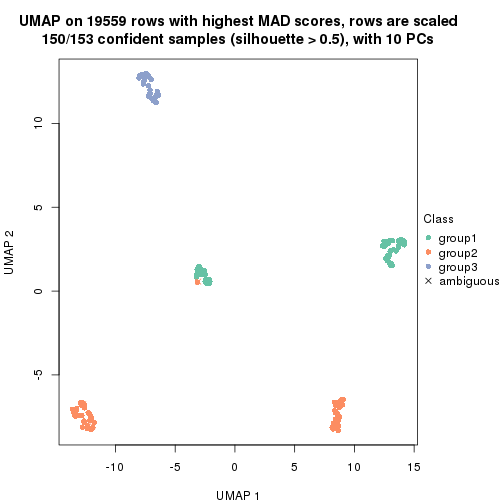 UMAP on 19559 rows with highest MAD scores, rows are scaled
150/153 confident samples (silhouette > 0.5), with 10 PCs
10
5
0
-5
UMAP 2
-10
-5
0
5
10
15
UMAP 1
Class
group1
group2
group3
ambiguous